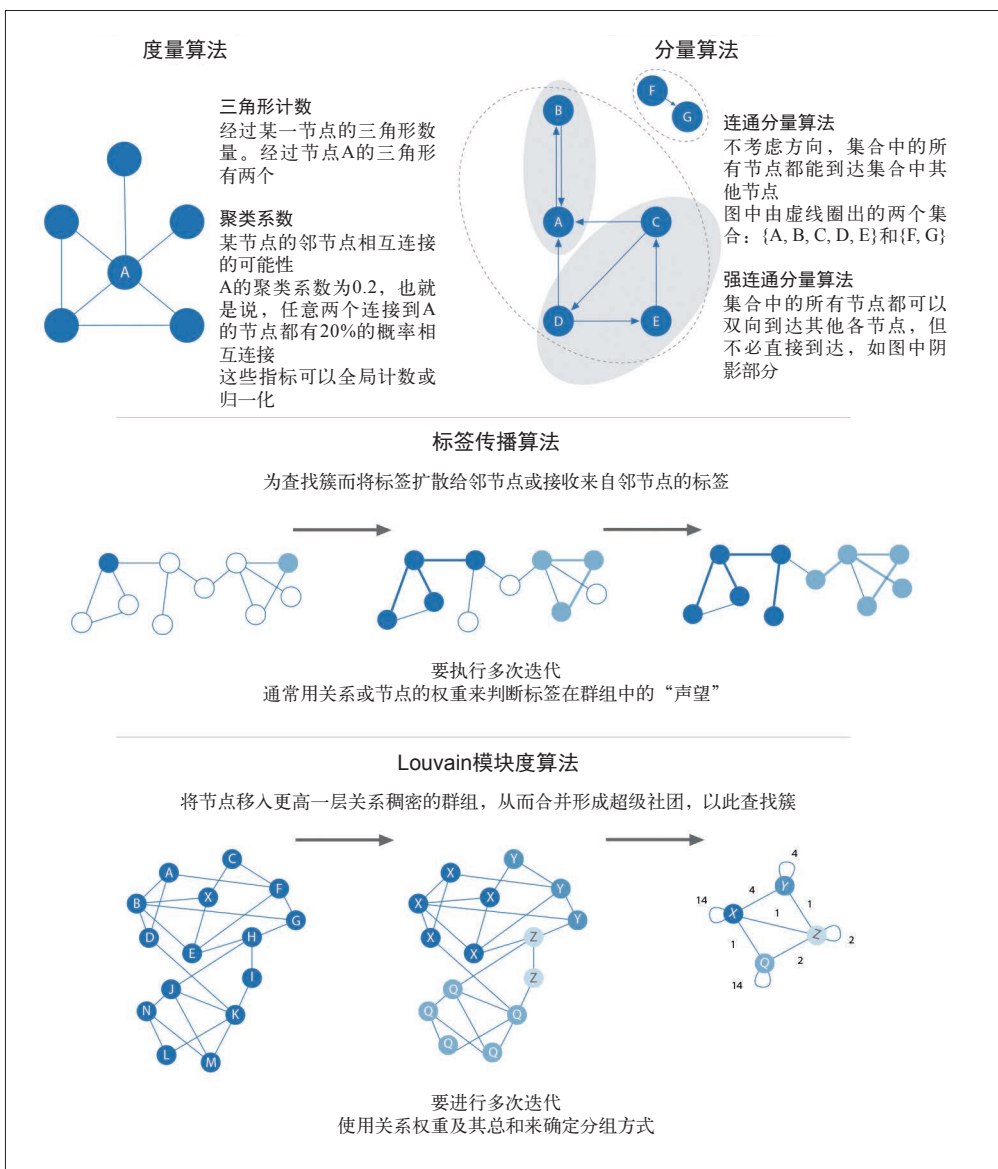 度量算法
分量算法
三角形计数
经过某一节点的三角形数
量。经过节点A的三角形
有两个
聚类系数
某节点的邻节点相互连接
的可能性
A的聚类系数为0.2，也就
是说，任意两个连接到A
的节点都有20%的概率相
互连接
这些指标可以全局计数或
归一化
A
F
G
B
A
C
D
E
连通分量算法
不考虑方向，集合中的所
有节点都能到达集合中其
他节点
图中由虚线圈出的两个集
合：{A, B, C, D, E}和{F, G}
强连通分量算法
集合中的所有节点都可以
双向到达其他各节点，但
不必直接到达，如图中阴
影部分
标签传播算法
为查找簇而将标签扩散给邻节点或接收来自邻节点的标签
要执行多次迭代
通常用关系或节点的权重来判断标签在群组中的“声望”
Louvain模块度算法
将节点移入更高一层关系稠密的群组，从而合并形成超级社团，以此查找簇
C
A
F
X
B
G
D
H
E
I
J
K
N
L
M
Y
X
Y
X
X
Y
X
Z
X
Z
Q
Q
Q
Q
Q
4
Y
4
1
14
X
1
Z
2
1
2
Q
14
要进行多次迭代
使用关系权重及其总和来确定分组方式